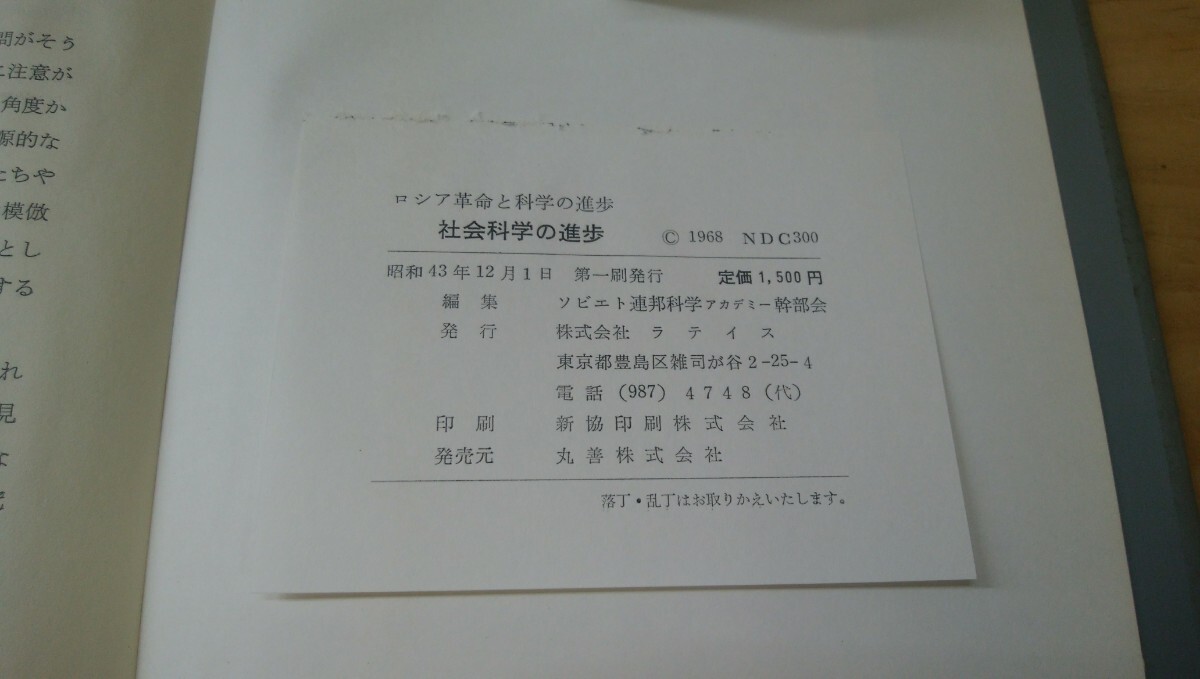 問がそう
に注意が
角度か
源的な
たちや
模倣
とし
する
れ
見
ロシア革命と科学の進歩
社会科学の進歩 © 1968 NDC300
昭和43年12月1日 第一刷発行 定価1,500円
編集 ソビエト連邦科学アカデミー幹部会
発行 株式会社 ラテイス
東京都豊島区雑司が谷2-25-4
電話 (987) 4748 (代)
印刷 新協印刷株式会社
発売元 丸善株式会社
落丁・乱丁はお取りかえいたします。